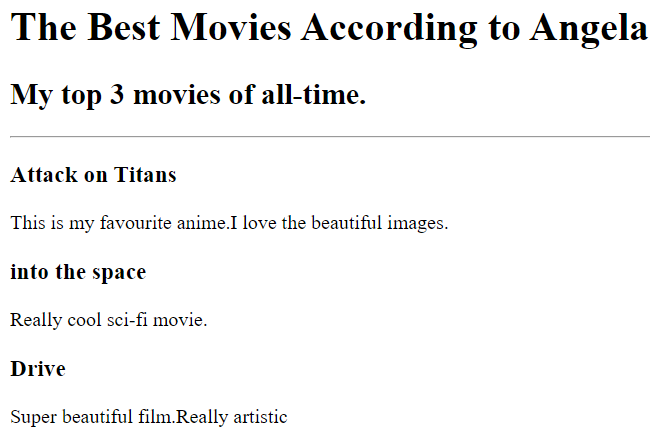 The Best Movies According to Angela
My top 3 movies of all-time.
Attack on Titans
This is my favourite anime.I love the beautiful images.
into the space
Really cool sci-fi movie.
Drive
Super beautiful film.Really artistic